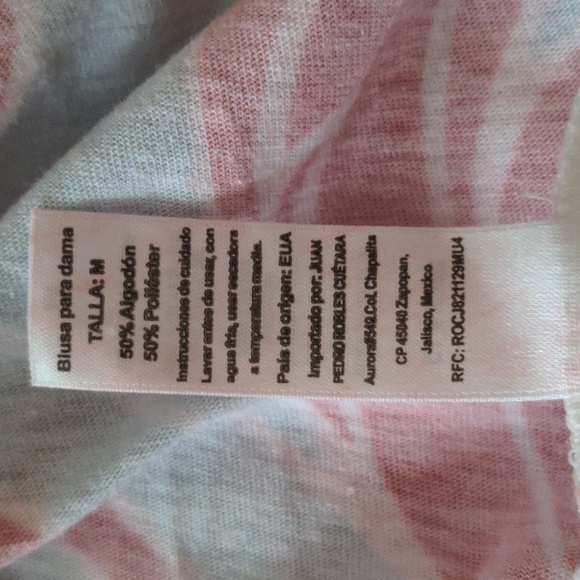 Blusa para dama
TALLA: M
50% Algodón
50% Poliéster
Instrucciones de cuidado
Lavar antes de usar, con
agua fría, usar secadora
a temperatura media.
País de origen: EUA
Importado por: JUAN
PEDRO ROBLES CUÉTARA
Aurora#549.Col. Chapalita
CP 45040 Zapopan,
Jalisco, Mexico
RFC: ROCJ821129MU4